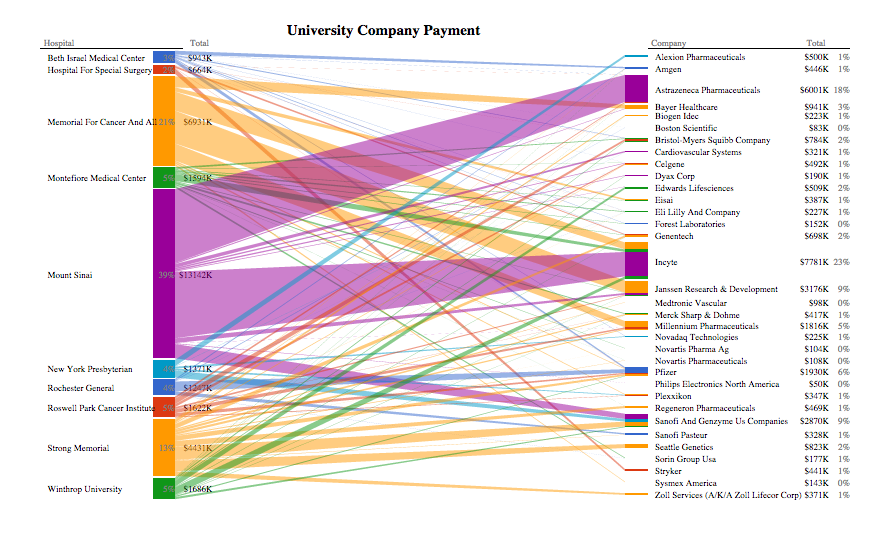 University Company Payment
Hospital Total
Company Total
Beth Israel Medical Center $943K
Hospital For Special Surgery $664K
Memorial For Cancer And All 21% $6931K
Montefiore Medical Center 5% $1594K
Mount Sinai 39% $13142K
New York Presbyterian 4% $1371K
Rochester General 4% $1247K
Roswell Park Cancer Institute 5% $1622K
Strong Memorial 13% $4431K
Winthrop University 5% $1686K
Alexion Pharmaceuticals $500K 1%
Amgen $446K 1%
Astrazeneca Pharmaceuticals $6001K 18%
Bayer Healthcare $941K 3%
Biogen Idec $223K 1%
Boston Scientific $83K 0%
Bristol-Myers Squibb Company $784K 2%
Cardiovascular Systems $321K 1%
Celgene $492K 1%
Dyax Corp $190K 1%
Edwards Lifesciences $509K 2%
Eisai $387K 1%
Eli Lilly And Company $227K 1%
Forest Laboratories $152K 0%
Genentech $698K 2%
Incyte $7781K 23%
Janssen Research & Development $3176K 9%
Medtronic Vascular $98K 0%
Merck Sharp & Dohme $417K 1%
Millennium Pharmaceuticals $1816K 5%
Novadaq Technologies $225K 1%
Novartis Pharma Ag $104K 0%
Novartis Pharmaceuticals $108K 0%
Pfizer $1930K 6%
Philips Electronics North America $50K 0%
Plexxikon $347K 1%
Regeneron Pharmaceuticals $469K 1%
Sanofi And Genzyme Us Companies $2870K 9%
Sanofi Pasteur $328K 1%
Seattle Genetics $823K 2%
Sorin Group Usa $177K 1%
Stryker $441K 1%
Sysmex America $143K 0%
Zoll Services (A/K/A Zoll Lifecor Corp) $371K 1%